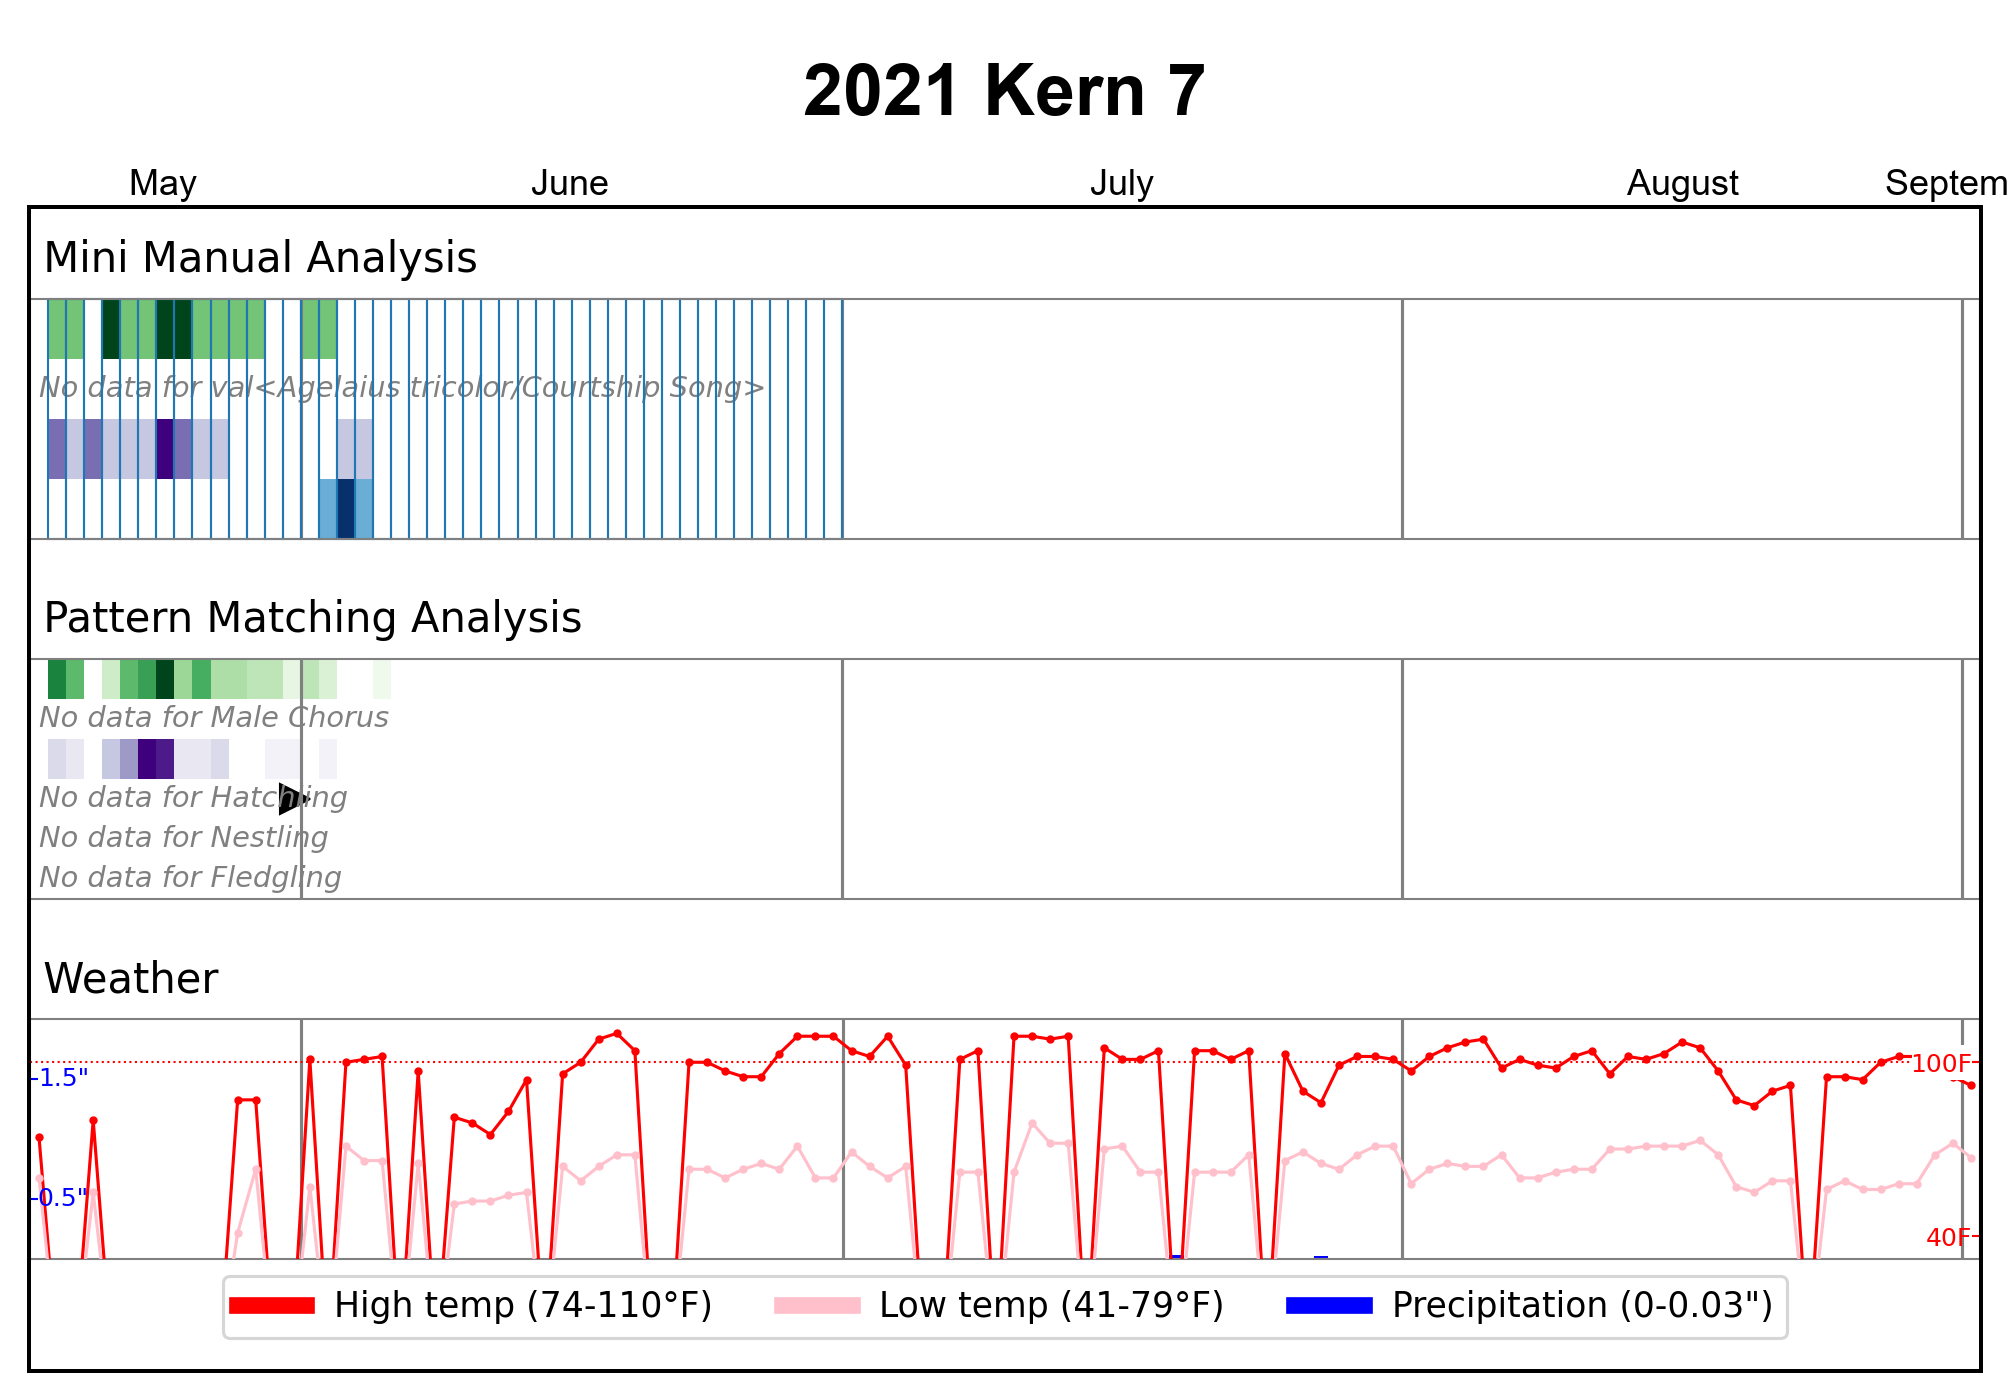 2021 Kern 7
May June July August Septem
Mini Manual Analysis
No data for val<Agelaius tricolor/Courtship Song>
Pattern Matching Analysis
No data for Male Chorus
No data for Hatchling
No data for Nestling
No data for Fledgling
Weather
100F
1.5"
0.5"
40F
High temp (74-110°F) Low temp (41-79°F) Precipitation (0-0.03")